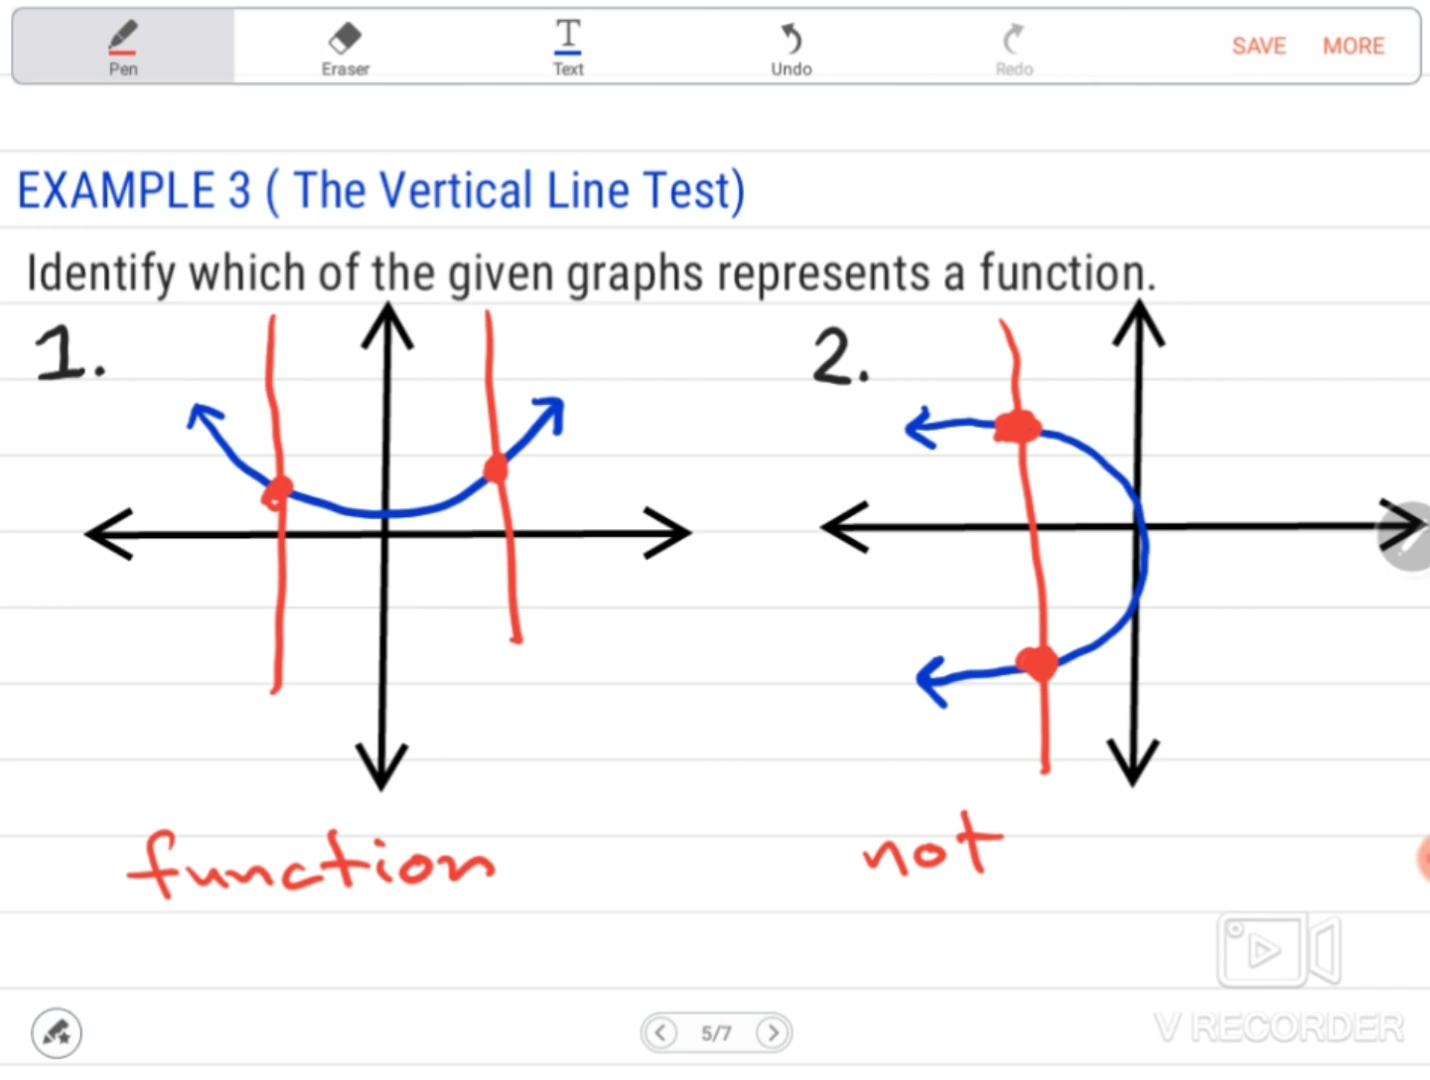 Pen Eraser Text Undo Redo SAVE MORE
EXAMPLE 3 ( The Vertical Line Test)
Identify which of the given graphs represents a function.
1. 2.
function not
5/7
V RECORDER